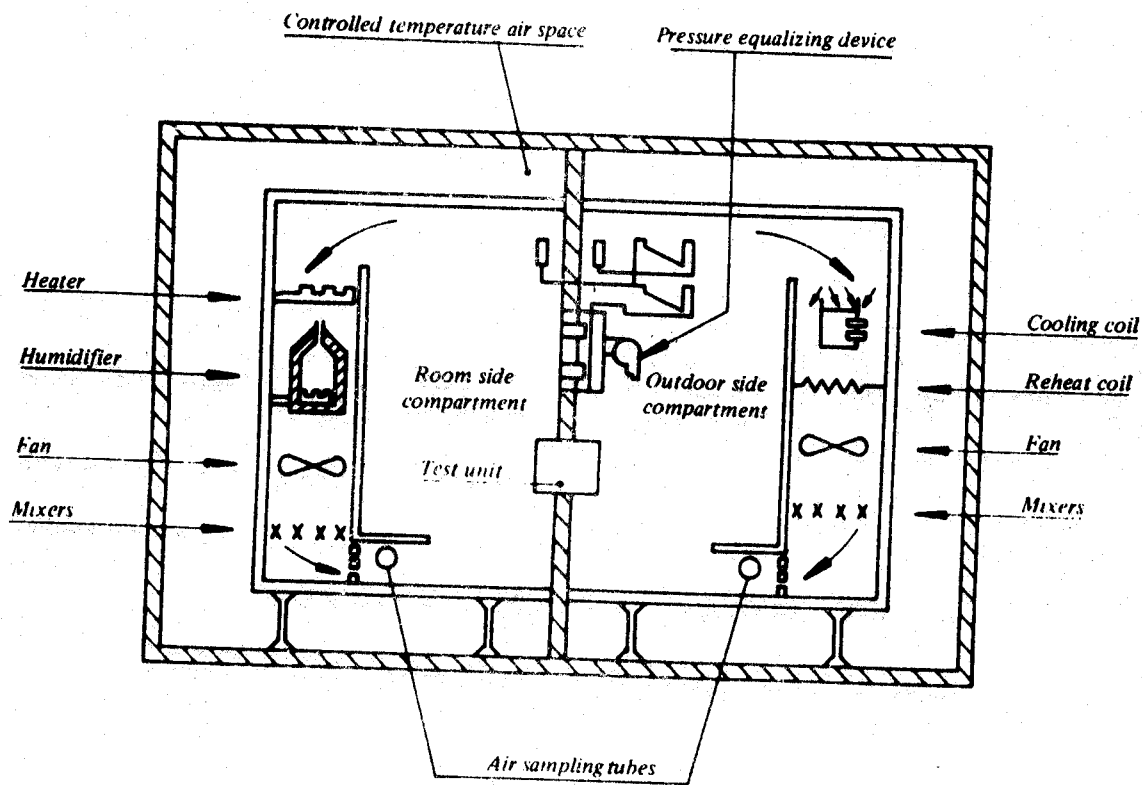 Controlled temperature air space
Pressure equalizing device
Heater
Humidifier
Fan
Mixers
Room side
compartment
Test unit
Outdoor side
compartment
Cooling coil
Reheat coil
Fan
Mixers
Air sampling tubes